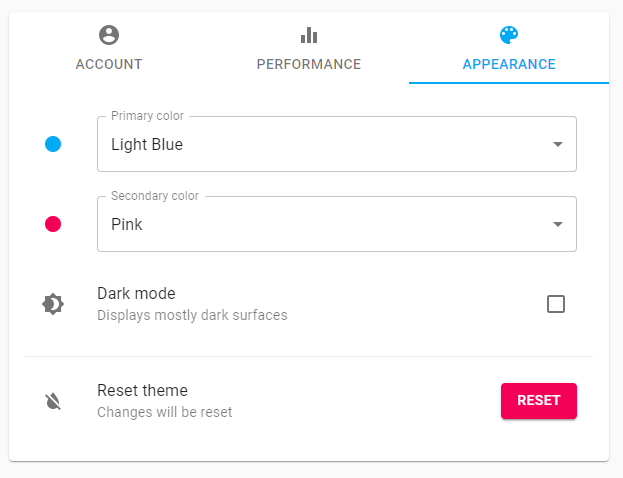 ACCOUNT
PERFORMANCE
APPEARANCE
Primary color
Light Blue
Secondary color
Pink
Dark mode
Displays mostly dark surfaces
Reset theme
Changes will be reset
RESET